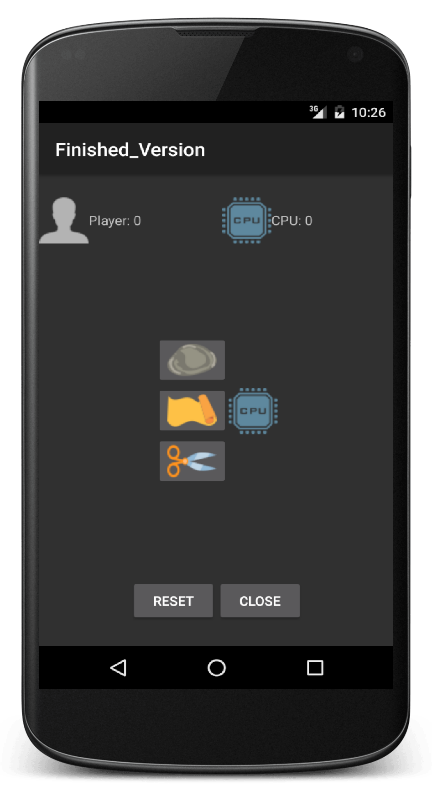 3G 10:26
Finished_Version
Player: 0 CPU CPU: 0
CPU
RESET CLOSE